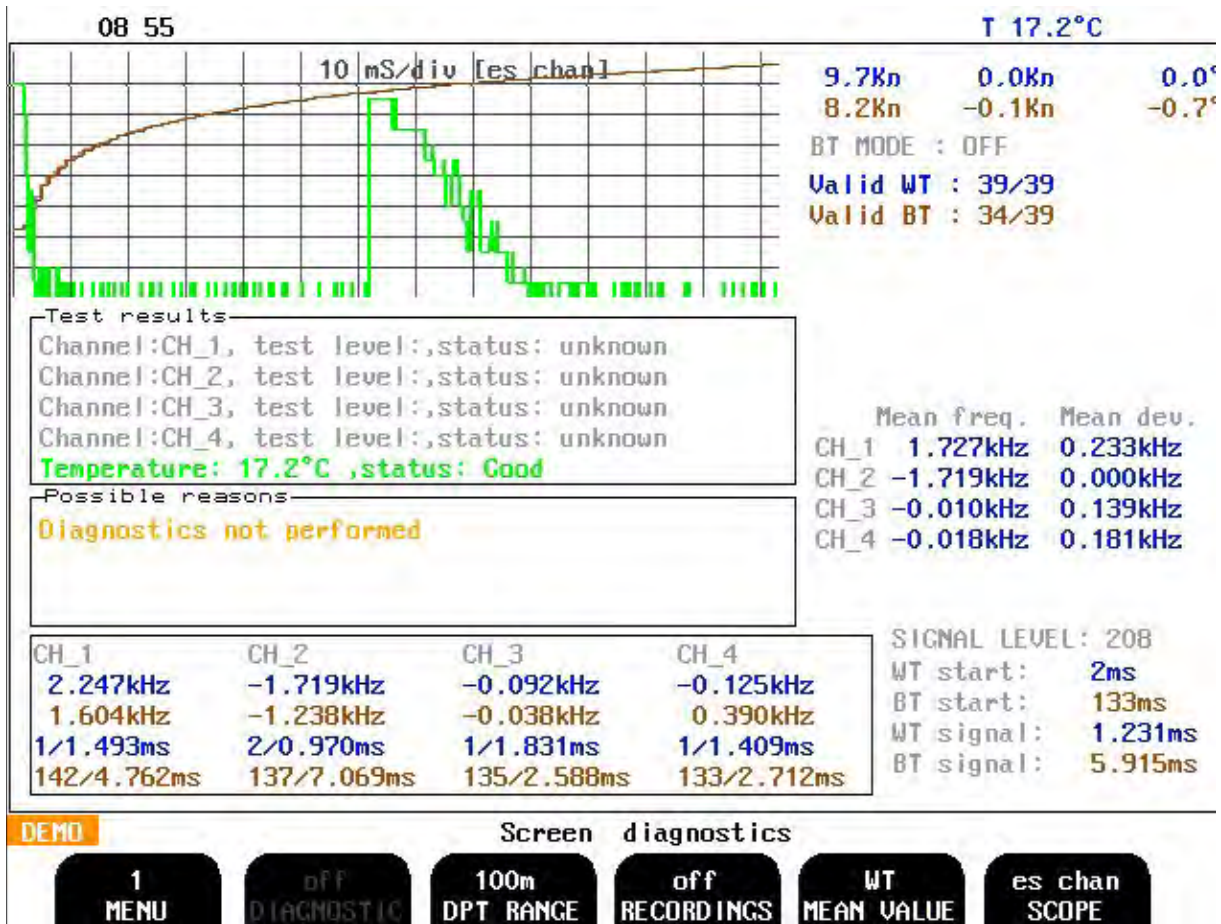 08 55 T 17.2°C
10 mS/div [es chan]
9.7Kn 0.0Kn 0.0°
8.2Kn -0.1Kn -0.7°
BT MODE : OFF
Valid WT : 39/39
Valid BT : 34/39
Test results
Channel:CH_1, test level:,status: unknown
Channel:CH_2, test level:,status: unknown
Channel:CH_3, test level:,status: unknown
Channel:CH_4, test level:,status: unknown
Temperature: 17.2°C ,status: Good
Possible reasons
Diagnostics not performed
Mean freq. Mean dev.
CH_1 1.727kHz 0.233kHz
CH_2 -1.719kHz 0.000kHz
CH_3 -0.010kHz 0.139kHz
CH_4 -0.018kHz 0.181kHz
CH_1 CH_2 CH_3 CH_4
2.247kHz -1.719kHz -0.092kHz -0.125kHz
1.604kHz -1.238kHz -0.038kHz 0.390kHz
1/1.493ms 2/0.970ms 1/1.831ms 1/1.409ms
142/4.762ms 137/7.069ms 135/2.588ms 133/2.712ms
SIGNAL LEVEL: 208
WT start: 2ms
BT start: 133ms
WT signal: 1.231ms
BT signal: 5.915ms
DEMO Screen diagnostics
1 off 100m off WT es chan
MENU DIAGNOSTIC DPT RANGE RECORDINGS MEAN VALUE SCOPE